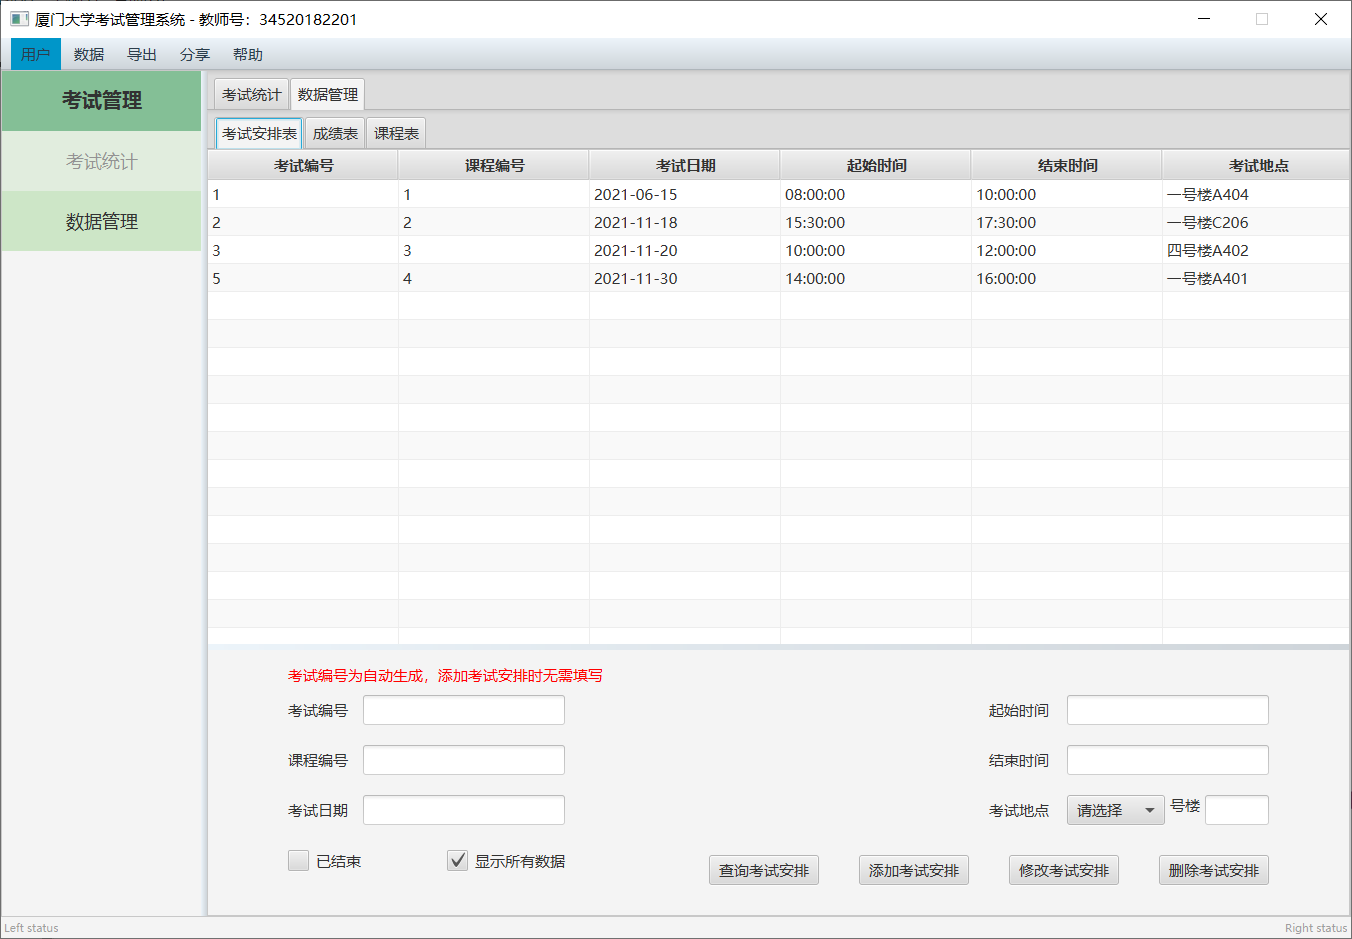 厦门大学考试管理系统 - 教师号：34520182201
用户 数据 导出 分享 帮助
考试管理
考试统计
数据管理
考试统计 数据管理
考试安排表 成绩表 课程表
考试编号 课程编号 考试日期 起始时间 结束时间 考试地点
1 1 2021-06-15 08:00:00 10:00:00 一号楼A404
2 2 2021-11-18 15:30:00 17:30:00 一号楼C206
3 3 2021-11-20 10:00:00 12:00:00 四号楼A402
5 4 2021-11-30 14:00:00 16:00:00 一号楼A401
考试编号为自动生成，添加考试安排时无需填写
考试编号 起始时间
课程编号 结束时间
考试日期 考试地点 请选择 号楼
已结束 显示所有数据
查询考试安排 添加考试安排 修改考试安排 删除考试安排
Left status Right status